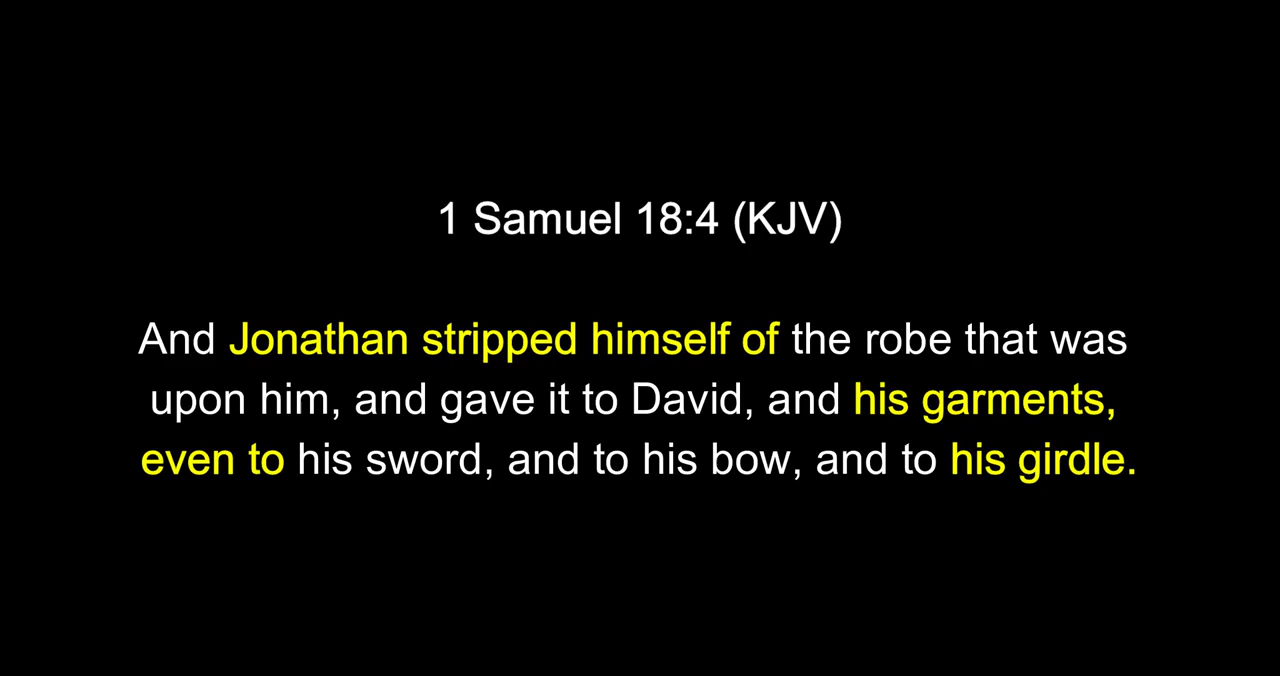 1 Samuel 18:4 (KJV)
And Jonathan stripped himself of the robe that was
upon him, and gave it to David, and his garments,
even to his sword, and to his bow, and to his girdle.